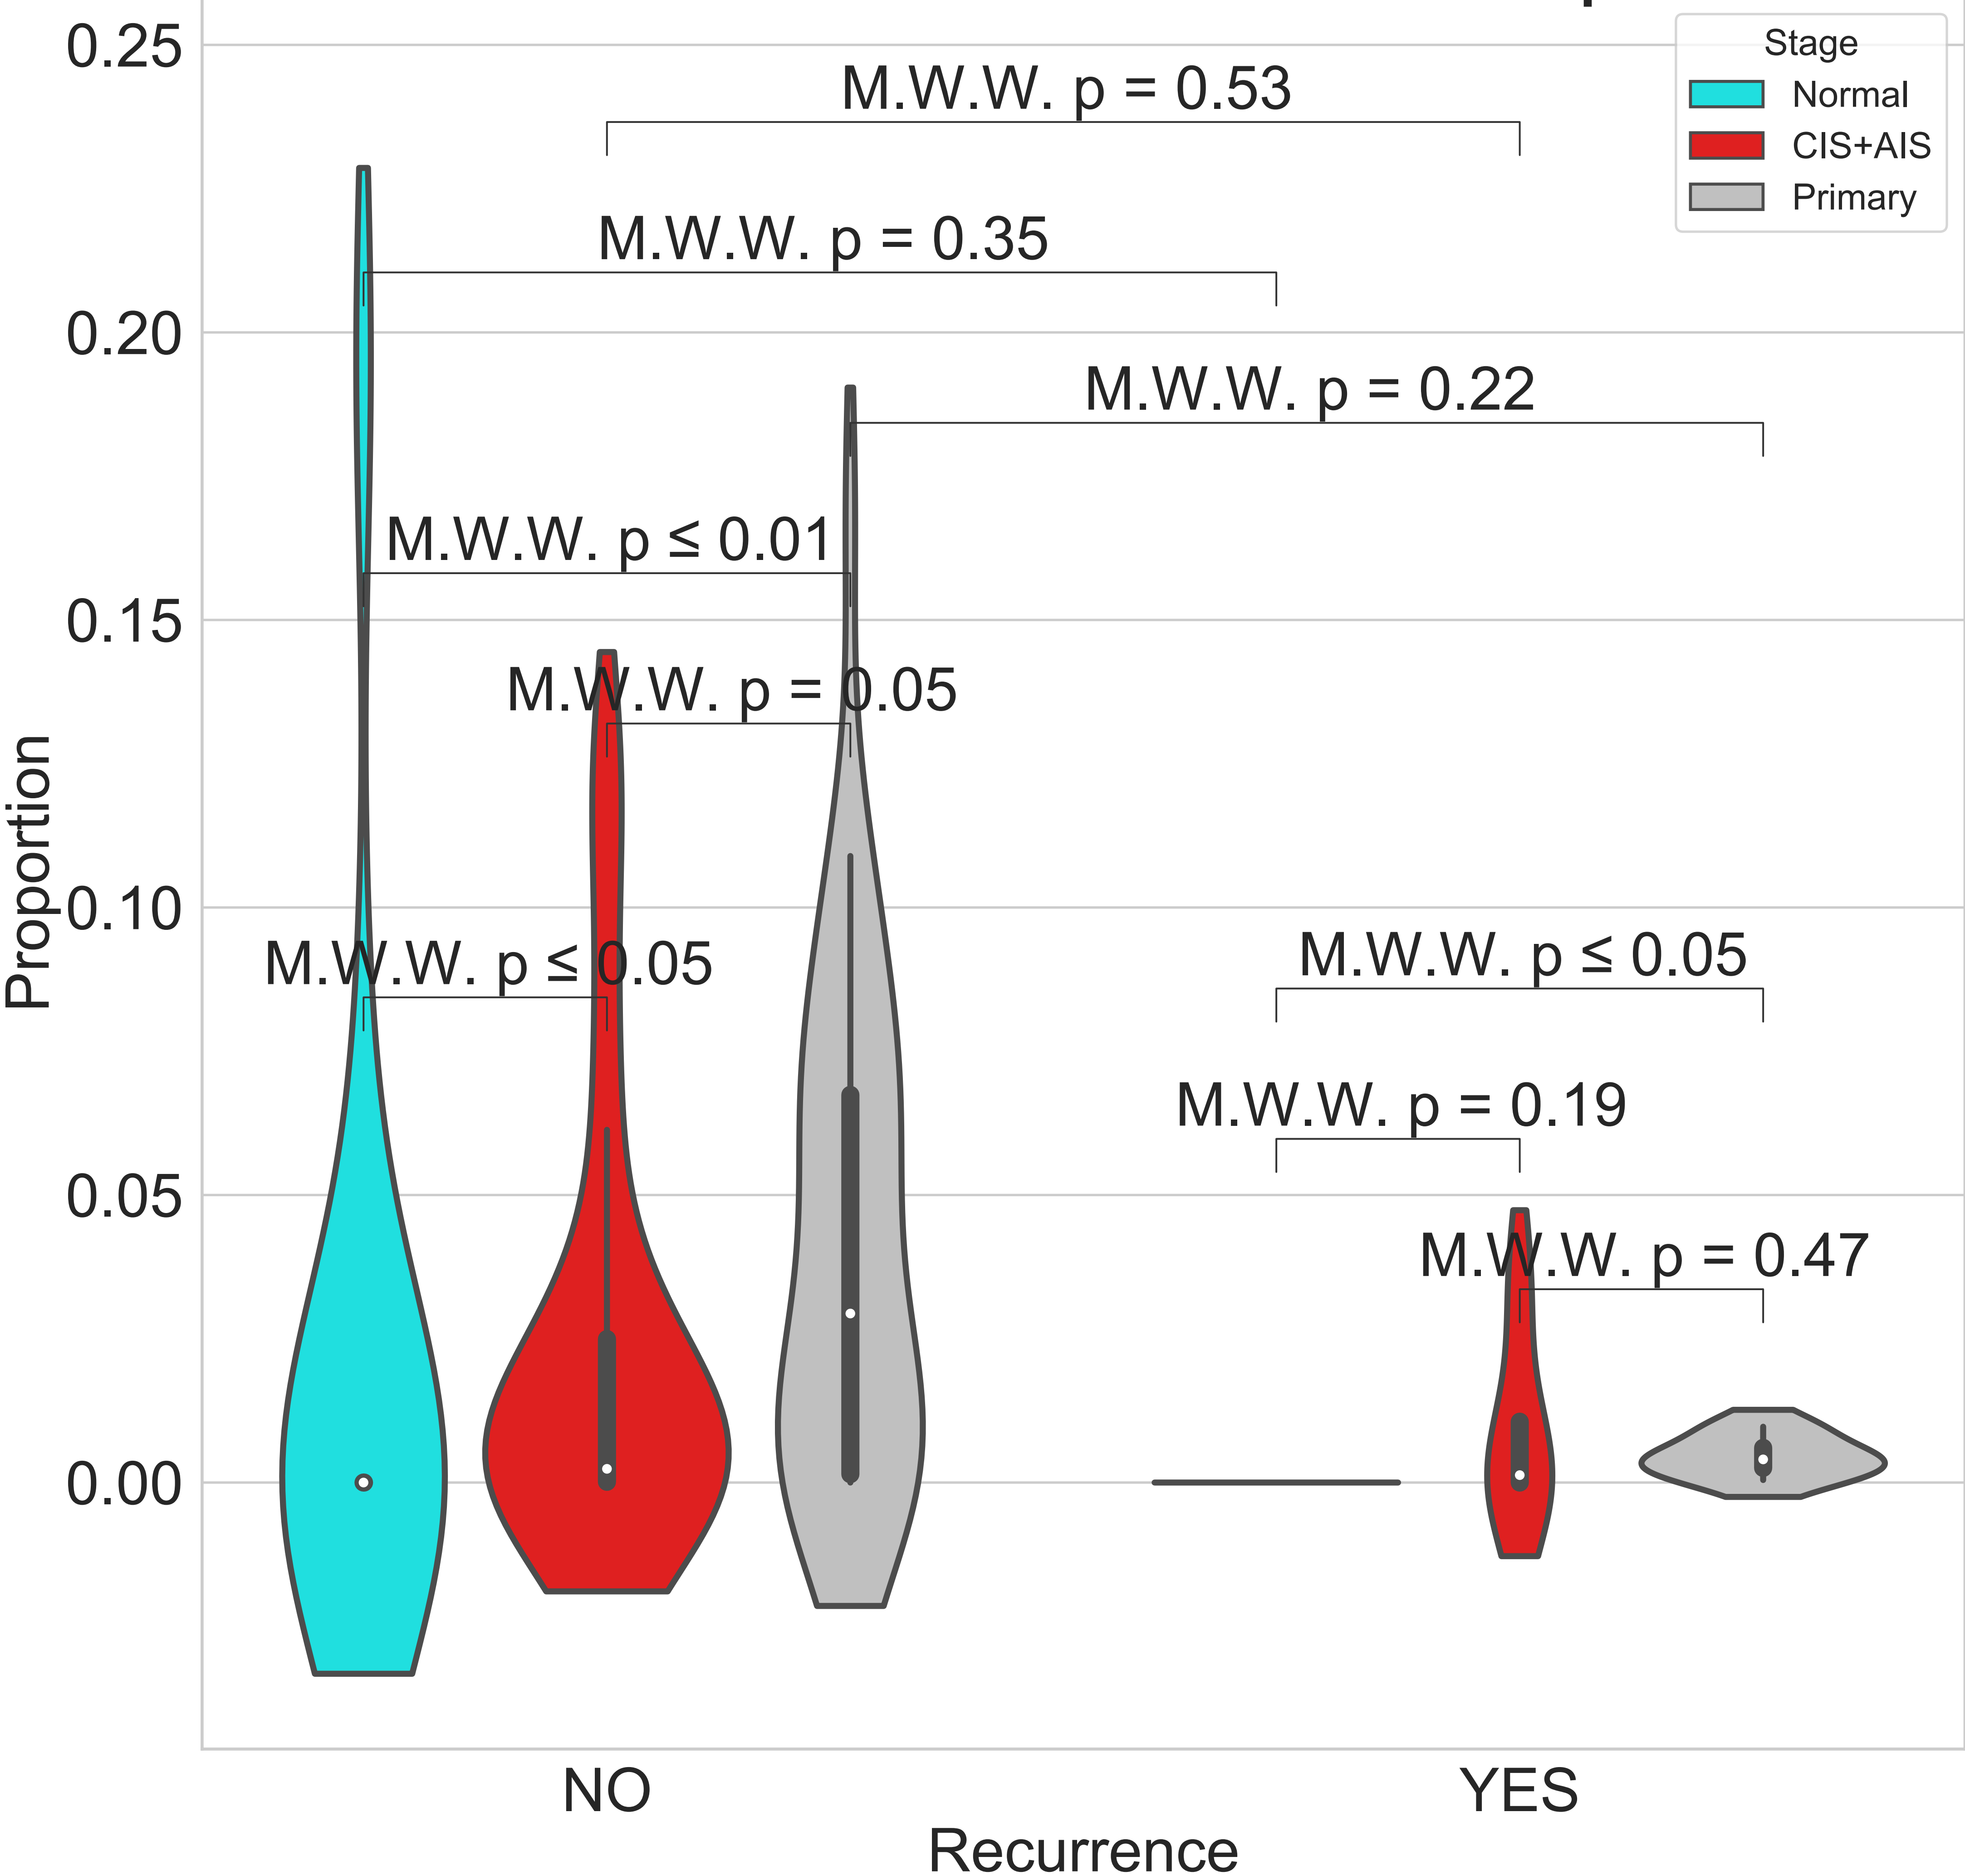 0.25
0.20
0.15
0.10
0.05
0.00
Proportion
Stage
Normal
CIS+AIS
Primary
M.W.W. p = 0.53
M.W.W. p = 0.35
M.W.W. p = 0.22
M.W.W. p ≤ 0.01
M.W.W. p = 0.05
M.W.W. p ≤ 0.05
M.W.W. p ≤ 0.05
M.W.W. p = 0.19
M.W.W. p = 0.47
NO
YES
Recurrence